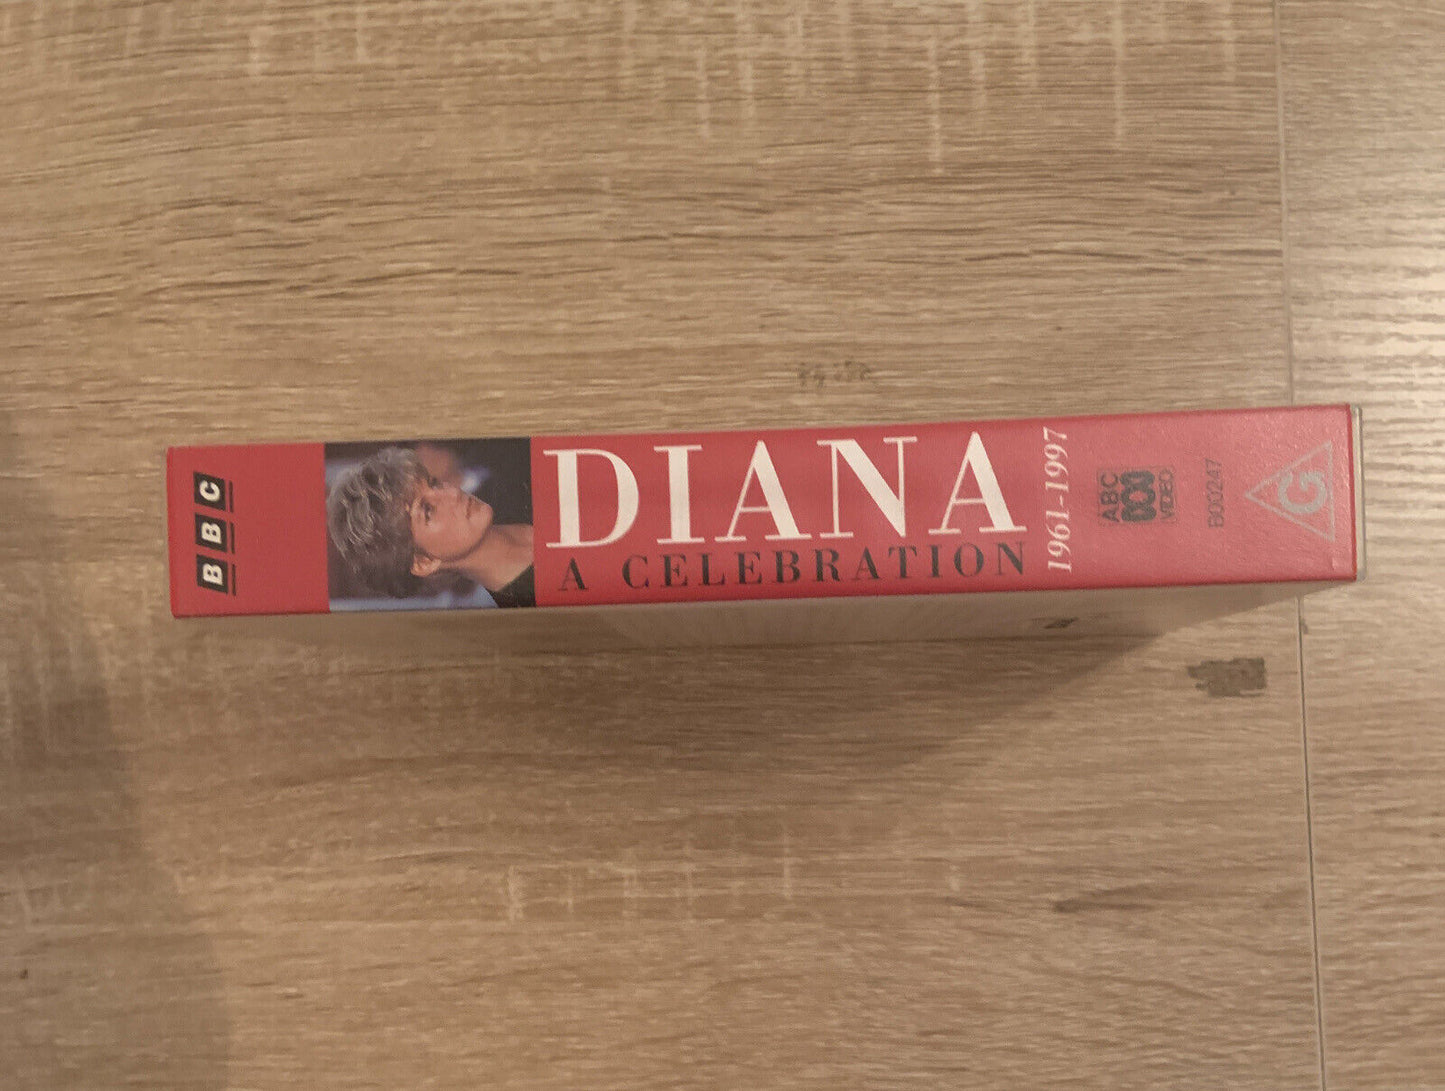 BBC
DIANA
A CELEBRATION
1961-1997
ABC
VIDEO
B00247
G